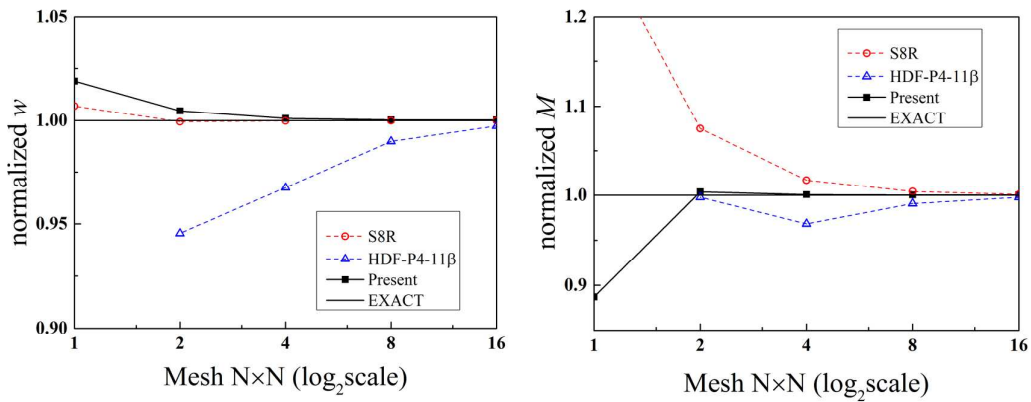 1.05
1.00
0.95
0.90
normalized w
S8R
HDF-P4-11β
Present
EXACT
1
2
4
8
16
Mesh N×N (log2scale)
1.2
1.1
1.0
0.9
normalized M
S8R
HDF-P4-11β
Present
EXACT
1
2
4
8
16
Mesh N×N (log2scale)